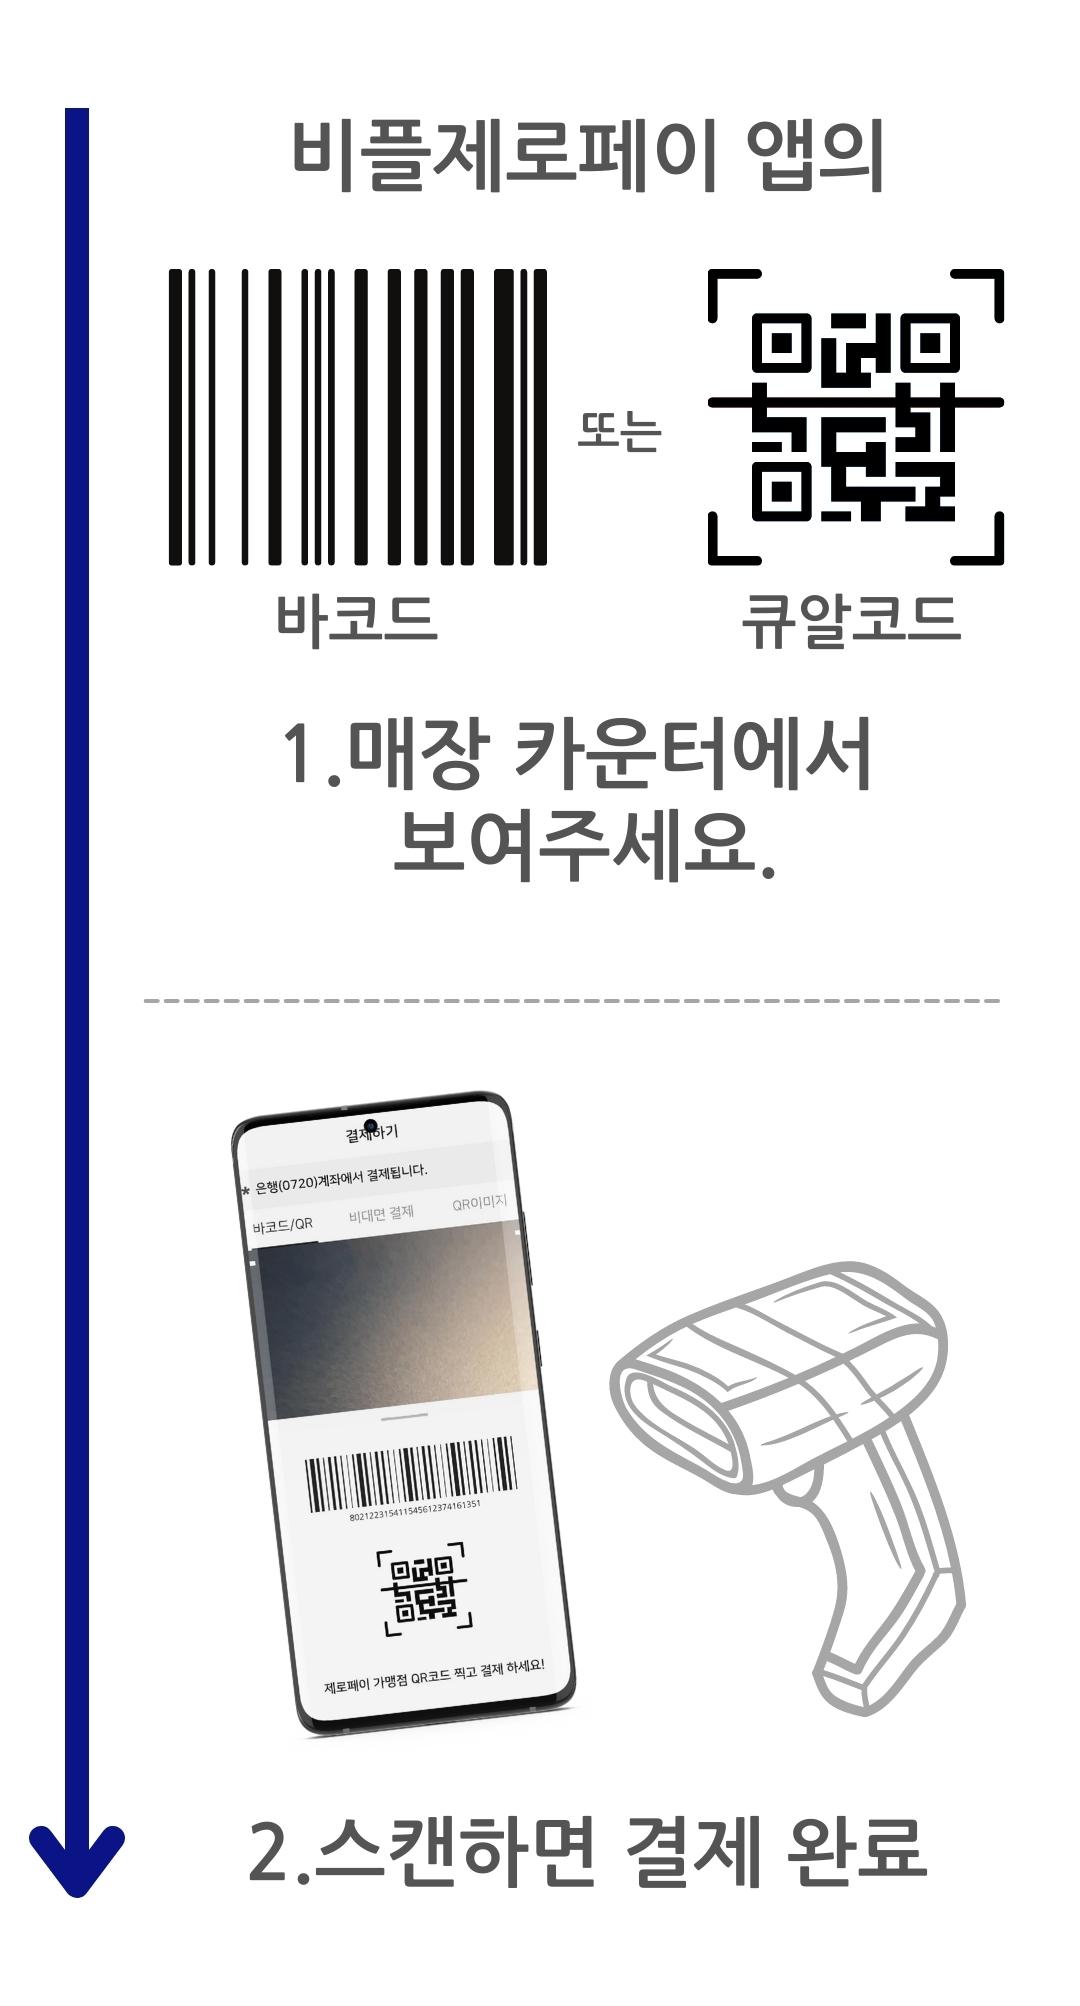 비플제로페이 앱의
또는
바코드 큐알코드
1.매장 카운터에서
보여주세요.
결제하기
* 은행(0720)계좌에서 결제됩니다.
바코드/QR 비대면 결제 QR이미지
802122315411545612374161351
제로페이 가맹점 QR코드 찍고 결제 하세요!
2.스캔하면 결제 완료